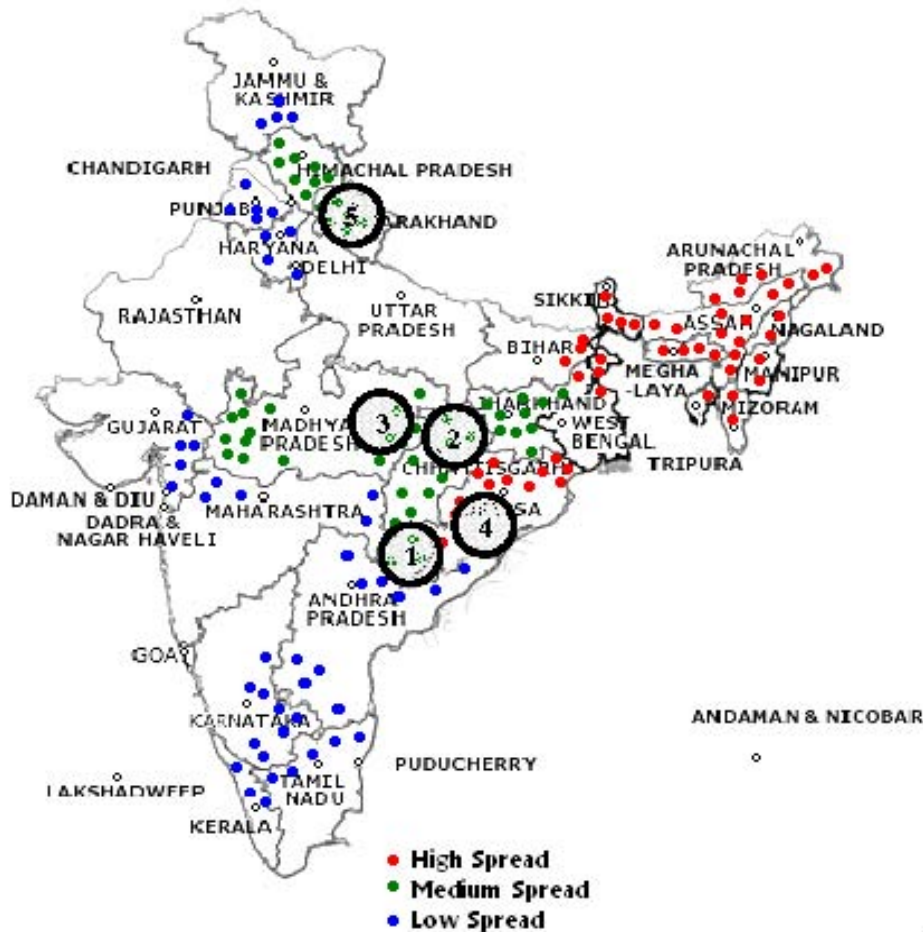 JAMMU &
KASHMIR
CHANDIGARH
HIMACHAL PRADESH
PUNJAB
5
ARAKHAND
HARYANA
DELHI
ARUNACHAL
PRADESH
RAJASTHAN
UTTAR
PRADESH
SIKKIM
ASSAM
NAGALAND
BIHAR
MEGHA
-LAYA
MANIPUR
GUJARAT
MADHYA
PRADESH
3
2
JHARKHAND
WEST
BENGAL
MIZORAM
TRIPURA
CHHATTISGARH
DAMAN & DIU
DADRA &
NAGAR HAVELI
MAHARASHTRA
4
SA
1
ANDHRA
PRADESH
GOA
KARNATAKA
ANDAMAN & NICOBAR
LAKSHADWEEP
TAMIL
NADU
PUDUCHERRY
KERALA
High Spread
Medium Spread
Low Spread